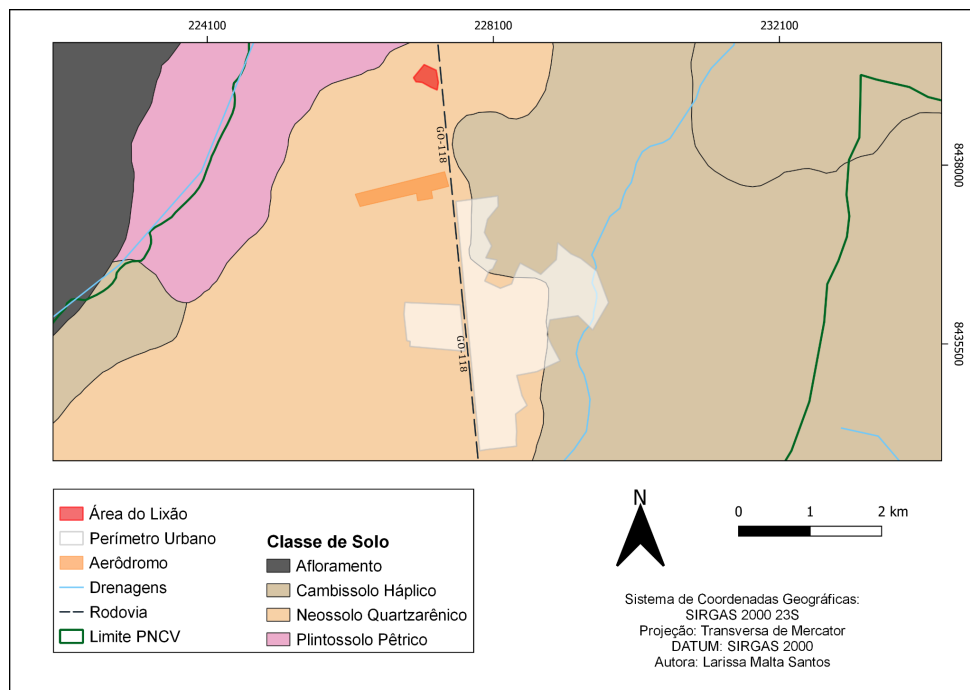 224100
228100
232100
GO-118
8438000
GO-118
8435500
Área do Lixão
Perímetro Urbano
Aerôdromo
Drenagens
Rodovia
Limite PNCV
Classe de Solo
Afloramento
Cambissolo Háplico
Neossolo Quartzarênico
Plintossolo Pêtrico
N
0 1 2 km
Sistema de Coordenadas Geográficas:
SIRGAS 2000 23S
Projeção: Transversa de Mercator
DATUM: SIRGAS 2000
Autora: Larissa Malta Santos